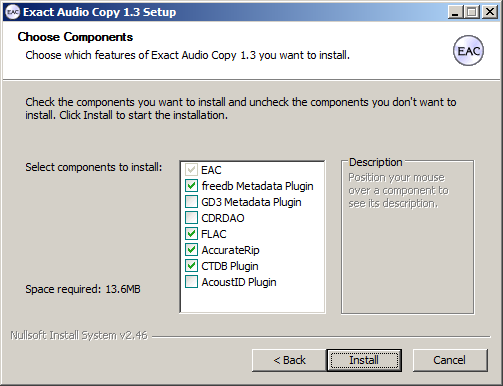 Exact Audio Copy 1.3 Setup
Choose Components
Choose which features of Exact Audio Copy 1.3 you want to install.
EAC
Check the components you want to install and uncheck the components you don't want to
install. Click Install to start the installation.
Select components to install:
EAC
freedb Metadata Plugin
GD3 Metadata Plugin
CDRDAO
FLAC
AccurateRip
CTDB Plugin
AcoustID Plugin
Description
Position your mouse
over a component to
see its description.
Space required: 13.6MB
Nullsoft Install System v2.46
< Back
Install
Cancel